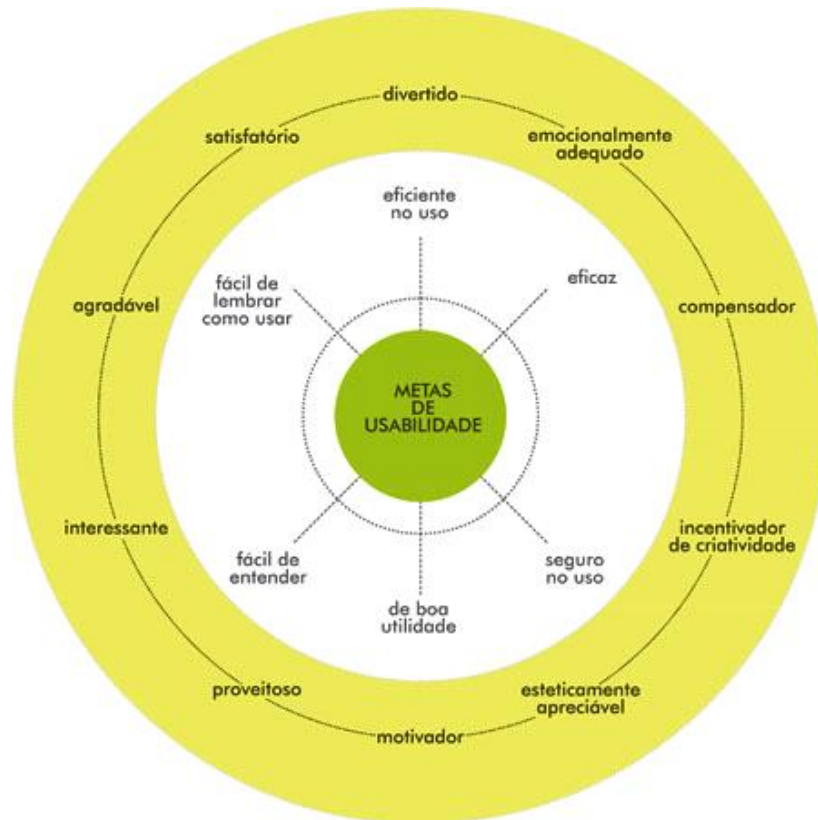 divertido
satisfatório
emocionalmente
adequado
eficiente
no uso
fácil de
lembrar
como usar
eficaz
agradável
compensador
METAS
DE
USABILIDADE
interessante
incentivador
de criatividade
fácil de
entender
seguro
no uso
de boa
utilidade
proveitoso
esteticamente
apreciável
motivador